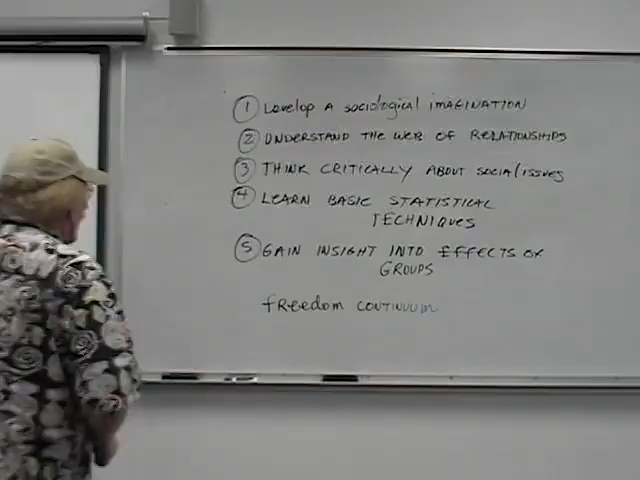 ① Develop A sociological imagination
② UNDERSTAND THE WEB OF RELATIONSHIPS
③ THINK CRITICALLY ABOUT social issues
④ LEARN BASIC STATISTICAL
TECHNIQUES
⑤ GAIN INSIGHT INTO EFFECTS OF
GROUPS
freedom continuum